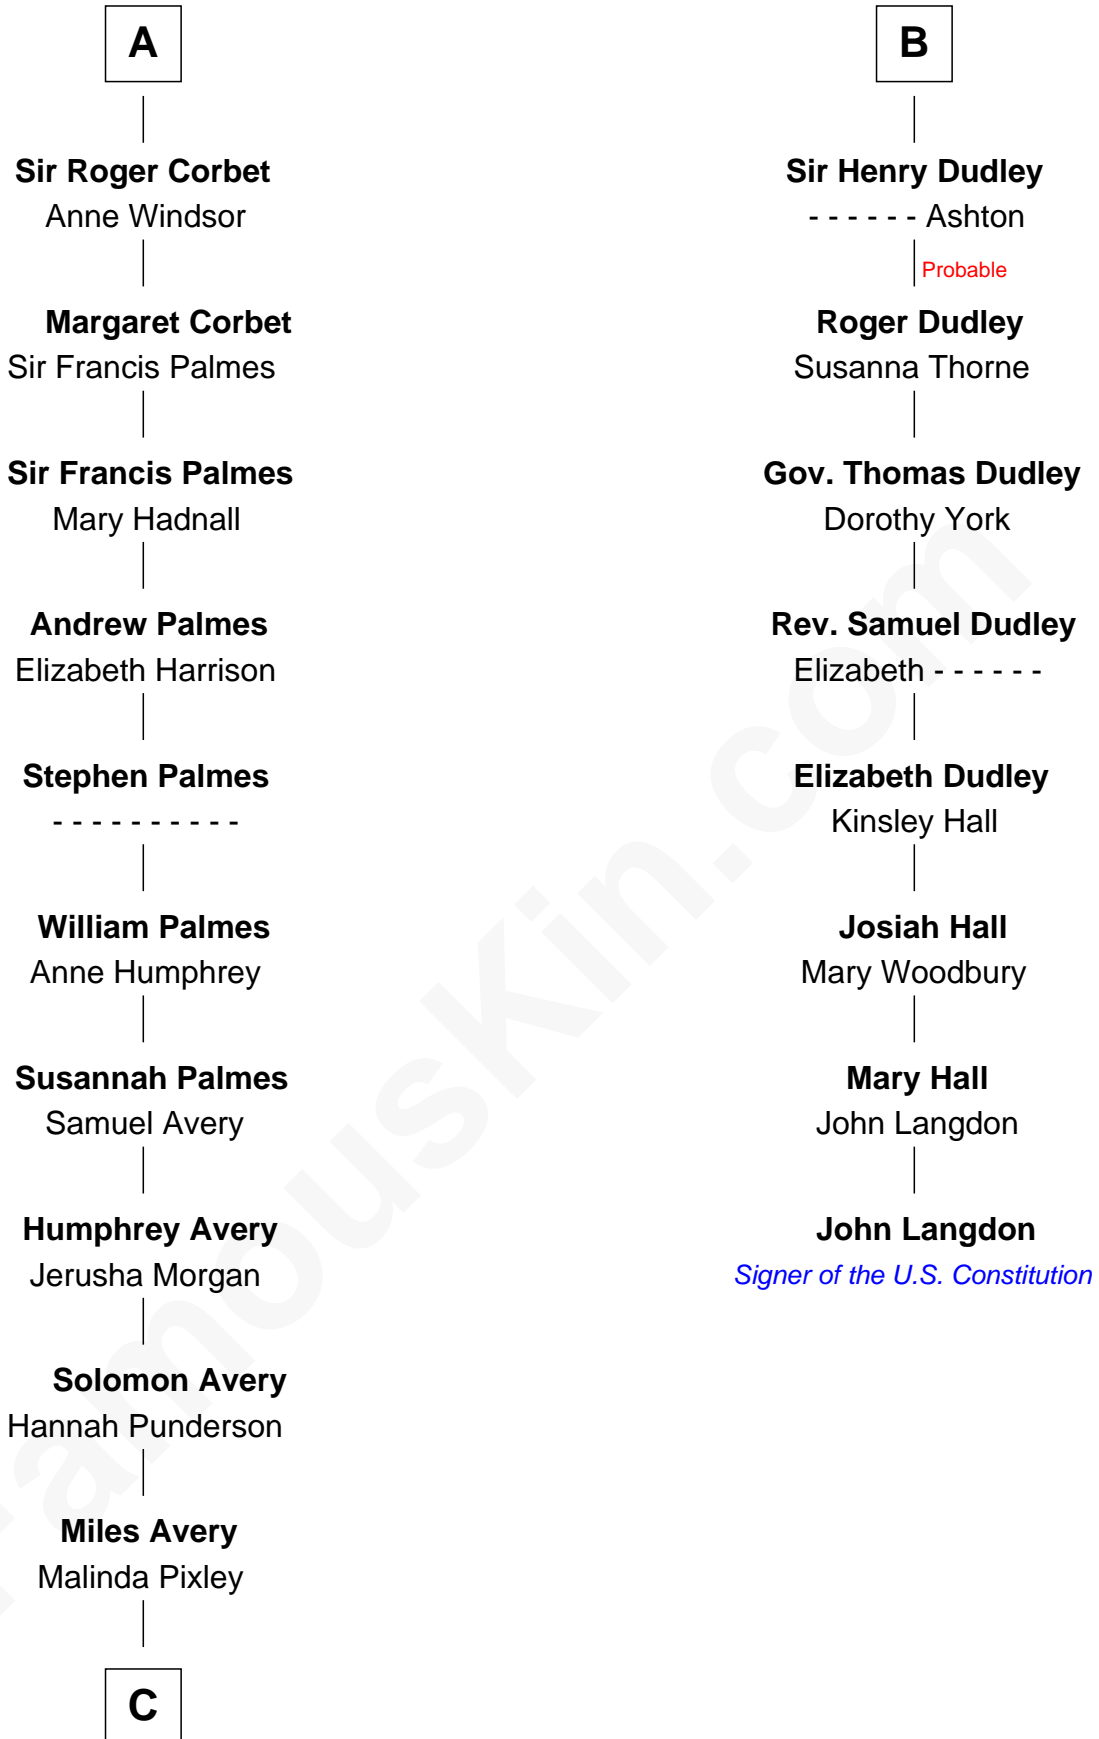 A
Sir Roger Corbet
Anne Windsor
Margaret Corbet
Sir Francis Palmes
Sir Francis Palmes
Mary Hadnall
Andrew Palmes
Elizabeth Harrison
Stephen Palmes
- - - - - - - - - -
William Palmes
Anne Humphrey
Susannah Palmes
Samuel Avery
Humphrey Avery
Jerusha Morgan
Solomon Avery
Hannah Punderson
Miles Avery
Malinda Pixley
C
B
Sir Henry Dudley
- - - - - - Ashton
Probable
Roger Dudley
Susanna Thorne
Gov. Thomas Dudley
Dorothy York
Rev. Samuel Dudley
Elizabeth - - - - - -
Elizabeth Dudley
Kinsley Hall
Josiah Hall
Mary Woodbury
Mary Hall
John Langdon
John Langdon
Signer of the U.S. Constitution
FamousKin.com